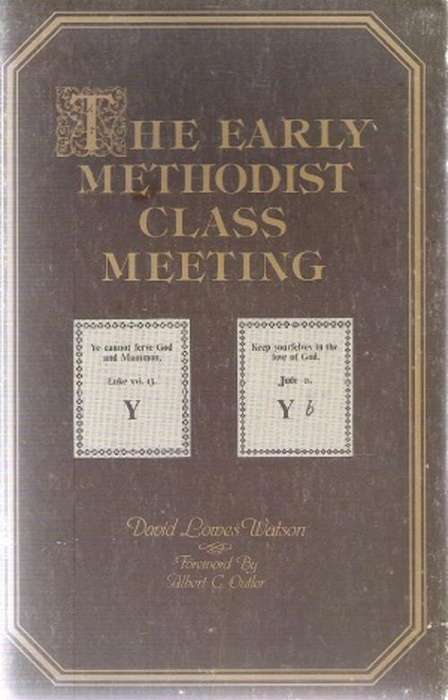 THE EARLY
METHODIST
CLASS
MEETING
Ye cannot serve God
and Mammon.
Luke xvi. 13.
Y
Keep yourselves in the
love of God.
Jude
Y b
David Lowes Watson
Foreword By
Albert C. Outler